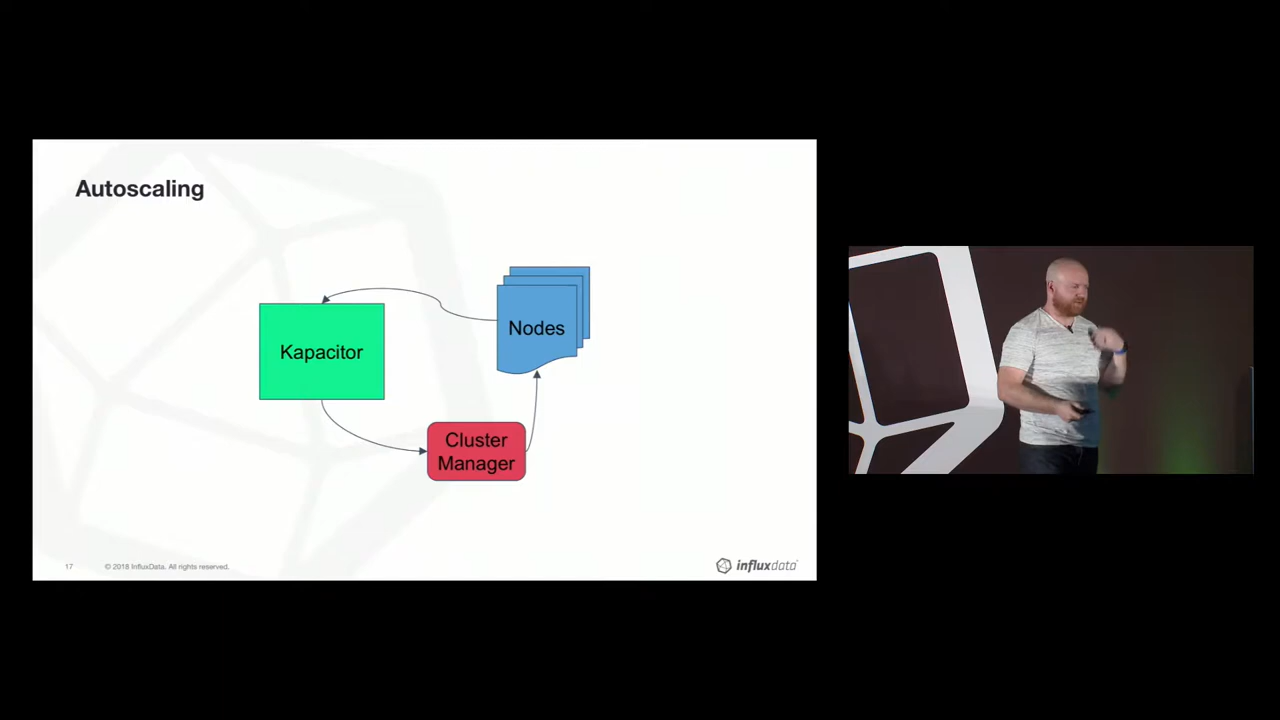 Autoscaling
Kapacitor
Nodes
Cluster
Manager
17
© 2018 InfluxData. All rights reserved.
influxdata